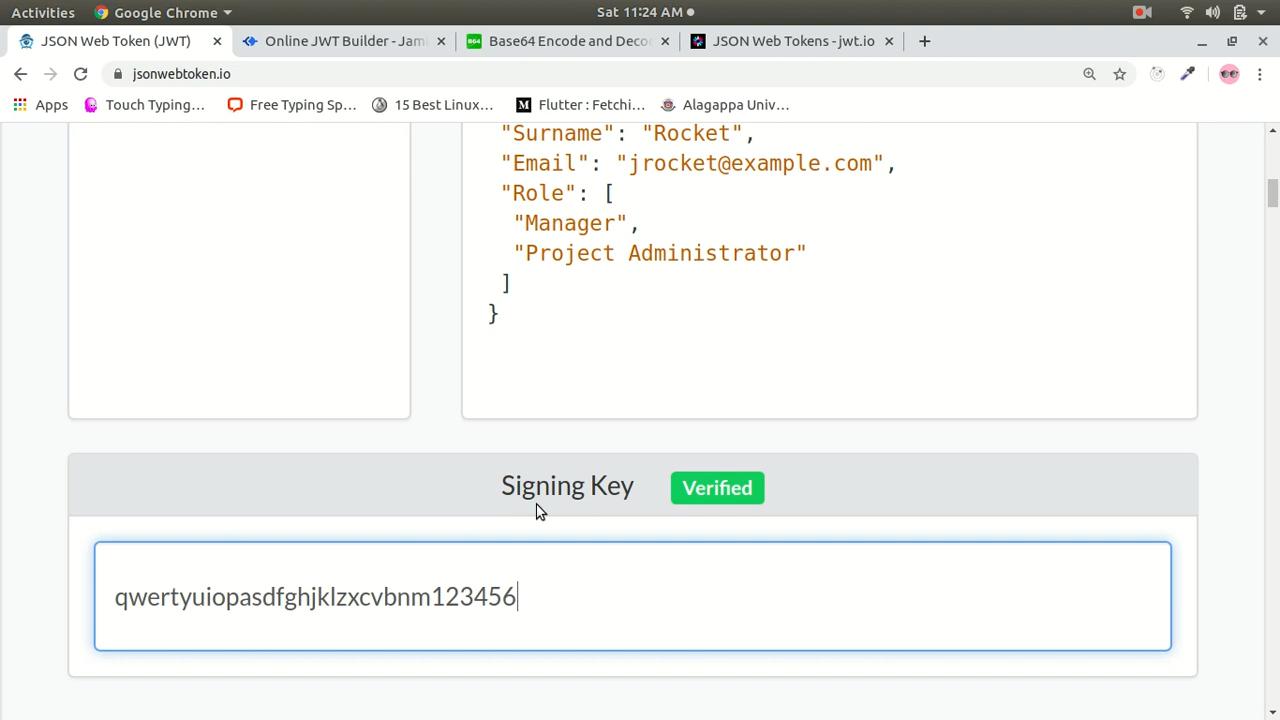 Activities Google Chrome Sat 11:24 AM
JSON Web Token (JWT) Online JWT Builder - Jami Base64 Encode and Deco JSON Web Tokens - jwt.io
jsonwebtoken.io
Apps Touch Typing... Free Typing Sp... 15 Best Linux... Flutter : Fetchi... Alagappa Univ...
"Surname": "Rocket",
"Email": "jrocket@example.com",
"Role": [
"Manager",
"Project Administrator"
]
}
Signing Key Verified
qwertyuiopasdfghjklzxcvbnm123456